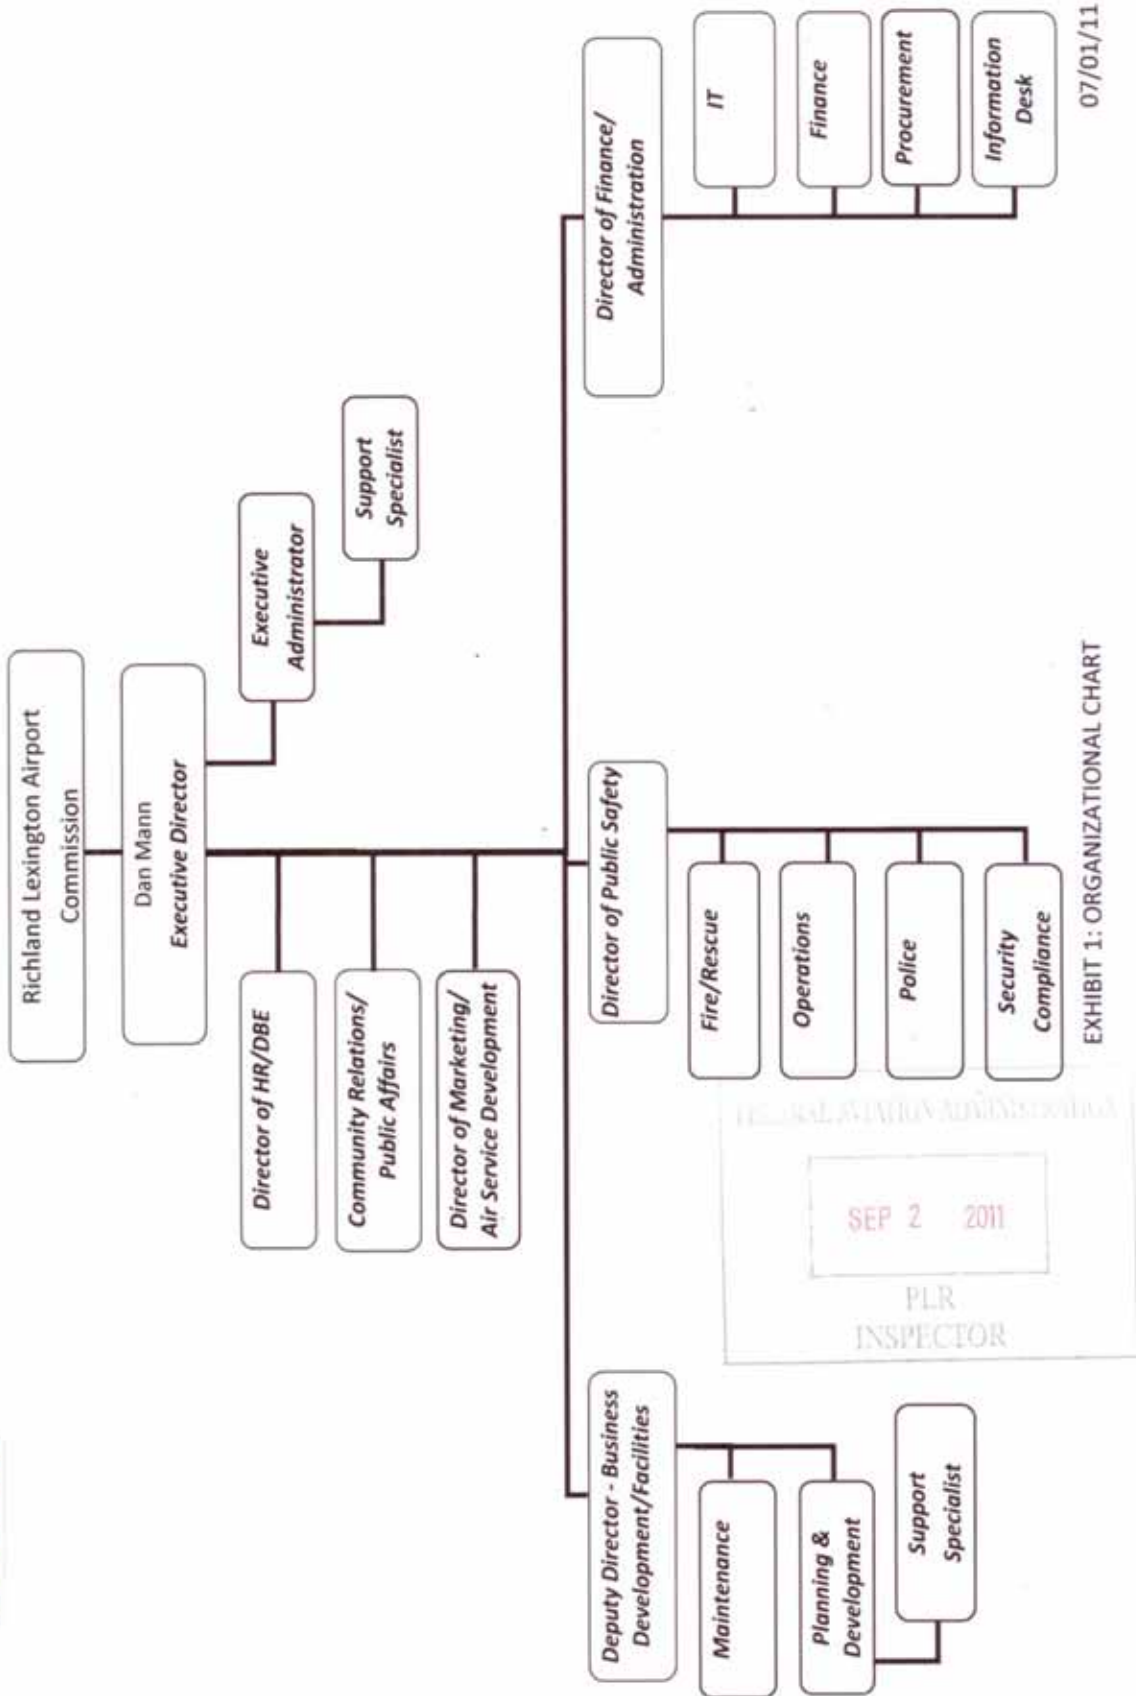 Richland Lexington Airport
Commission
Dan Mann
Executive Director
Executive
Administrator
Support
Specialist
Director of HR/DBE
Community Relations/
Public Affairs
Director of Marketing/
Air Service Development
Deputy Director - Business
Development/Facilities
Maintenance
Planning &
Development
Support
Specialist
Director of Public Safety
Fire/Rescue
Operations
Police
Security
Compliance
Director of Finance/
Administration
IT
Finance
Procurement
Information
Desk
FEDERAL AVIATION ADMINISTRATION
SEP 2 2011
PLR
INSPECTOR
EXHIBIT 1: ORGANIZATIONAL CHART
07/01/11